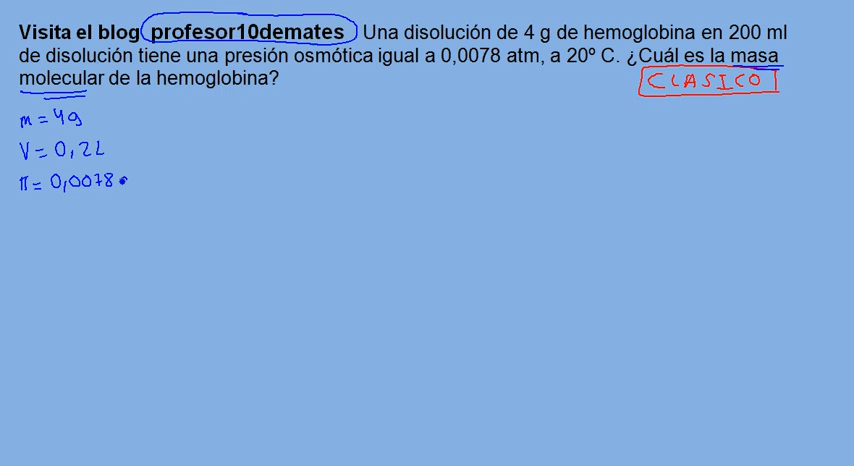 Visita el blog profesor10demates Una disolución de 4 g de hemoglobina en 200 ml
de disolución tiene una presión osmótica igual a 0,0078 atm, a 20º C. ¿Cuál es la masa
molecular de la hemoglobina?
CLASICO
m = 4g
V = 0,2L
π = 0,0078